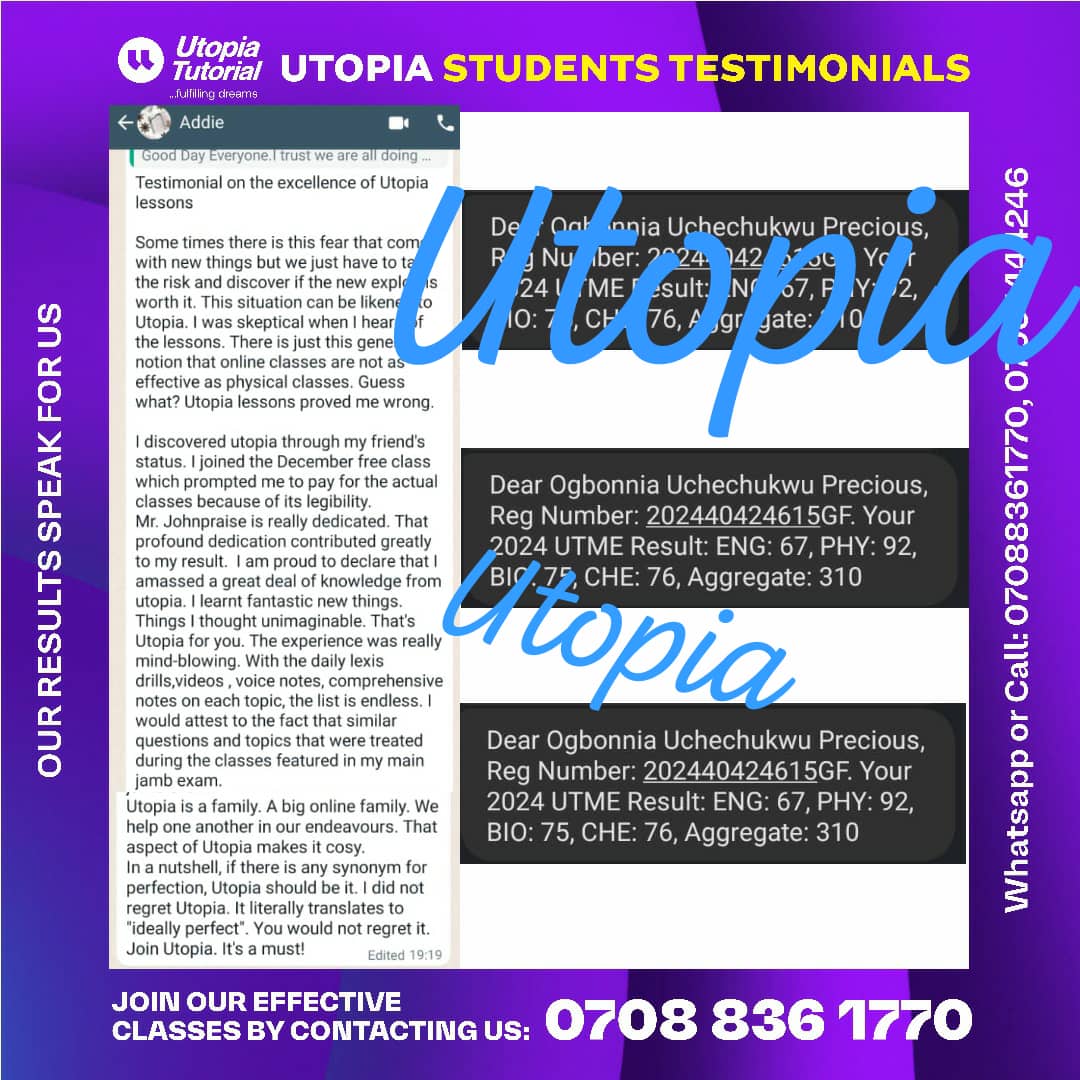 Utopia
Tutorial
...fulfilling dreams
UTOPIA STUDENTS TESTIMONIALS
Addie
Good Day Everyone.I trust we are all doing ...
Testimonial on the excellence of Utopia
lessons
Some times there is this fear that
with new things but we just have to
the risk and discover if the new
worth it. This situation can be to
Utopia. I was skeptical when I of
the lessons. There is just this
notion that online classes are not as
effective as physical classes. Guess
what? Utopia lessons proved me wrong.
I discovered utopia through my friend's
status. I joined the December free class
which prompted me to pay for the actual
classes because of its legibility.
Mr. Johnpraise is really dedicated. That
profound dedication contributed greatly
to my result. I am proud to declare that I
amassed a great deal of knowledge from
utopia. I learnt fantastic new things.
Things I thought unimaginable. That's
Utopia for you. The experience was really
mind-blowing. With the daily lexis
drills,videos , voice notes, comprehensive
notes on each topic, the list is endless. I
would attest to the fact that similar
questions and topics that were treated
during the classes featured in my main
jamb exam.
Utopia is a family. A big online family. We
help one another in our endeavours. That
aspect of Utopia makes it cosy.
In a nutshell, if there is any synonym for
perfection, Utopia should be it. I did not
regret Utopia. It literally translates to
"ideally perfect". You would not regret it.
Join Utopia. It's a must!
Edited 19:19
Dear Uchechukwu Precious,
Reg Number: Your
UTME Result: 67,
76,
Utopia
Dear Ogbonnia Uchechukwu Precious,
Reg Number: 202440424615GF. Your
2024 UTME Result: ENG: 67, PHY: 92,
BIO: 75, CHE: 76, Aggregate: 310
Utopia
Dear Ogbonnia Uchechukwu Precious,
Reg Number: 202440424615GF. Your
2024 UTME Result: ENG: 67, PHY: 92,
BIO: 75, CHE: 76, Aggregate: 310
OUR RESULTS SPEAK FOR US
Whatsapp or Call: 07088361770,
JOIN OUR EFFECTIVE
CLASSES BY CONTACTING US: 0708 836 1770